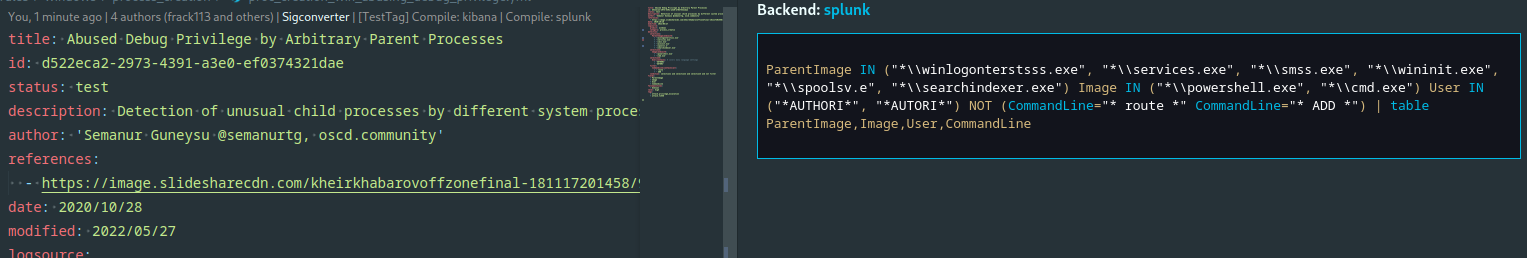 You, 1 minute ago | 4 authors (frack113 and others) | Sigconverter | [TestTag] Compile: kibana | Compile: splunk
title: Abused Debug Privilege by Arbitrary Parent Processes
id: d522eca2-2973-4391-a3e0-ef0374321dae
status: test
description: Detection of unusual child processes by different system proce
author: 'Semanur Guneysu @semanurtg, oscd.community'
references:
- https://image.slidesharecdn.com/kheirkhabarovoffzonefinal-181117201458/
date: 2020/10/28
modified: 2022/05/27
logsource:
Backend: splunk
ParentImage IN ("*\\winlogonterstsss.exe", "*\\services.exe", "*\\smss.exe", "*\\wininit.exe",
"*\\spoolsv.e", "*\\searchindexer.exe") Image IN ("*\\powershell.exe", "*\\cmd.exe") User IN
("*AUTHORI*", "*AUTORI*") NOT (CommandLine="* route *" CommandLine="* ADD *") | table
ParentImage,Image,User,CommandLine